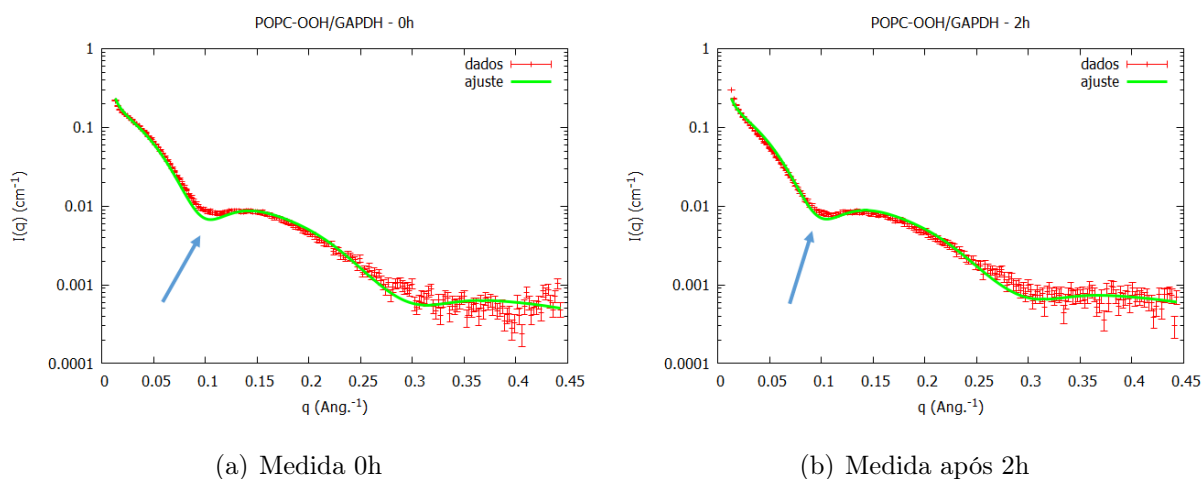 POPC-OOH/GAPDH - 0h
1
0.1
0.01
0.001
0.0001
I(q) (cm⁻¹)
dados
ajuste
0 0.05 0.1 0.15 0.2 0.25 0.3 0.35 0.4 0.45
q (Ang.⁻¹)
(a) Medida 0h
POPC-OOH/GAPDH - 2h
1
0.1
0.01
0.001
0.0001
I(q) (cm⁻¹)
dados
ajuste
0 0.05 0.1 0.15 0.2 0.25 0.3 0.35 0.4 0.45
q (Ang.⁻¹)
(b) Medida após 2h